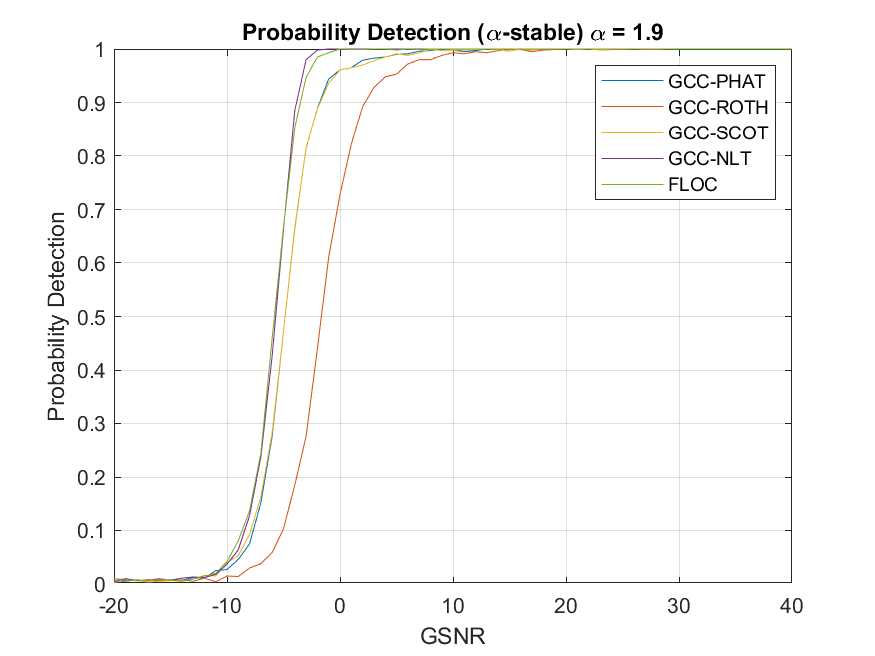 Probability Detection (α-stable) α = 1.9
1
0.9
0.8
0.7
0.6
0.5
0.4
0.3
0.2
0.1
0
Probability Detection
GCC-PHAT
GCC-ROTH
GCC-SCOT
GCC-NLT
FLOC
-20 -10 0 10 20 30 40
GSNR